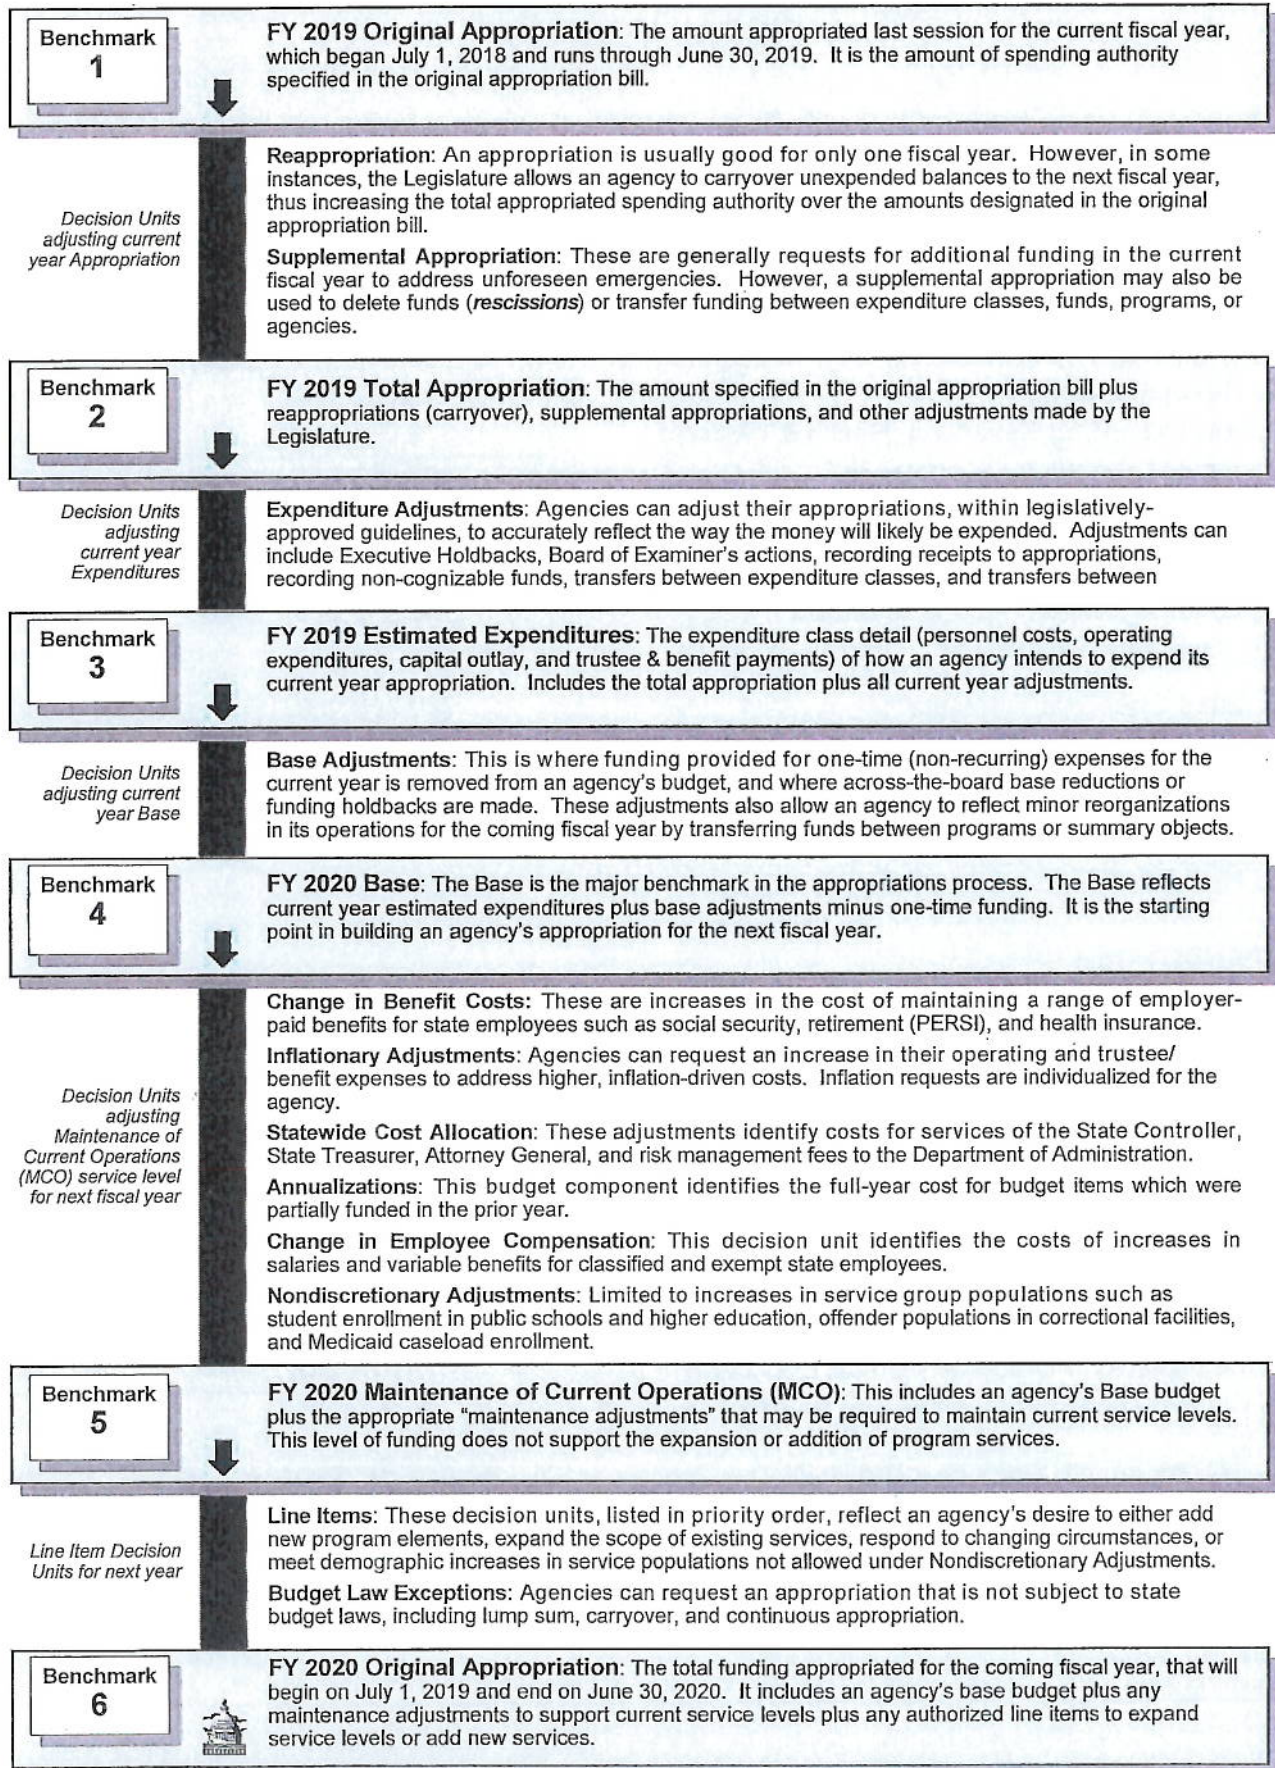 Benchmark
1
FY 2019 Original Appropriation: The amount appropriated last session for the current fiscal year,
which began July 1, 2018 and runs through June 30, 2019. It is the amount of spending authority
specified in the original appropriation bill.
Decision Units
adjusting current
year Appropriation
Reappropriation: An appropriation is usually good for only one fiscal year. However, in some
instances, the Legislature allows an agency to carryover unexpended balances to the next fiscal year,
thus increasing the total appropriated spending authority over the amounts designated in the original
appropriation bill.
Supplemental Appropriation: These are generally requests for additional funding in the current
fiscal year to address unforeseen emergencies. However, a supplemental appropriation may also be
used to delete funds (rescissions) or transfer funding between expenditure classes, funds, programs, or
agencies.
Benchmark
2
FY 2019 Total Appropriation: The amount specified in the original appropriation bill plus
reappropriations (carryover), supplemental appropriations, and other adjustments made by the
Legislature.
Decision Units
adjusting
current year
Expenditures
Expenditure Adjustments: Agencies can adjust their appropriations, within legislatively-
approved guidelines, to accurately reflect the way the money will likely be expended. Adjustments can
include Executive Holdbacks, Board of Examiner's actions, recording receipts to appropriations,
recording non-cognizable funds, transfers between expenditure classes, and transfers between
Benchmark
3
FY 2019 Estimated Expenditures: The expenditure class detail (personnel costs, operating
expenditures, capital outlay, and trustee & benefit payments) of how an agency intends to expend its
current year appropriation. Includes the total appropriation plus all current year adjustments.
Decision Units
adjusting current
year Base
Base Adjustments: This is where funding provided for one-time (non-recurring) expenses for the
current year is removed from an agency's budget, and where across-the-board base reductions or
funding holdbacks are made. These adjustments also allow an agency to reflect minor reorganizations
in its operations for the coming fiscal year by transferring funds between programs or summary objects.
Benchmark
4
FY 2020 Base: The Base is the major benchmark in the appropriations process. The Base reflects
current year estimated expenditures plus base adjustments minus one-time funding. It is the starting
point in building an agency's appropriation for the next fiscal year.
Decision Units
adjusting
Maintenance of
Current Operations
(MCO) service level
for next fiscal year
Change in Benefit Costs: These are increases in the cost of maintaining a range of employer-
paid benefits for state employees such as social security, retirement (PERSI), and health insurance.
Inflationary Adjustments: Agencies can request an increase in their operating and trustee/
benefit expenses to address higher, inflation-driven costs. Inflation requests are individualized for the
agency.
Statewide Cost Allocation: These adjustments identify costs for services of the State Controller,
State Treasurer, Attorney General, and risk management fees to the Department of Administration.
Annualizations: This budget component identifies the full-year cost for budget items which were
partially funded in the prior year.
Change in Employee Compensation: This decision unit identifies the costs of increases in
salaries and variable benefits for classified and exempt state employees.
Nondiscretionary Adjustments: Limited to increases in service group populations such as
student enrollment in public schools and higher education, offender populations in correctional facilities,
and Medicaid caseload enrollment.
Benchmark
5
FY 2020 Maintenance of Current Operations (MCO): This includes an agency's Base budget
plus the appropriate "maintenance adjustments" that may be required to maintain current service levels.
This level of funding does not support the expansion or addition of program services.
Line Item Decision
Units for next year
Line Items: These decision units, listed in priority order, reflect an agency's desire to either add
new program elements, expand the scope of existing services, respond to changing circumstances, or
meet demographic increases in service populations not allowed under Nondiscretionary Adjustments.
Budget Law Exceptions: Agencies can request an appropriation that is not subject to state
budget laws, including lump sum, carryover, and continuous appropriation.
Benchmark
6
FY 2020 Original Appropriation: The total funding appropriated for the coming fiscal year, that will
begin on July 1, 2019 and end on June 30, 2020. It includes an agency's base budget plus any
maintenance adjustments to support current service levels plus any authorized line items to expand
service levels or add new services.